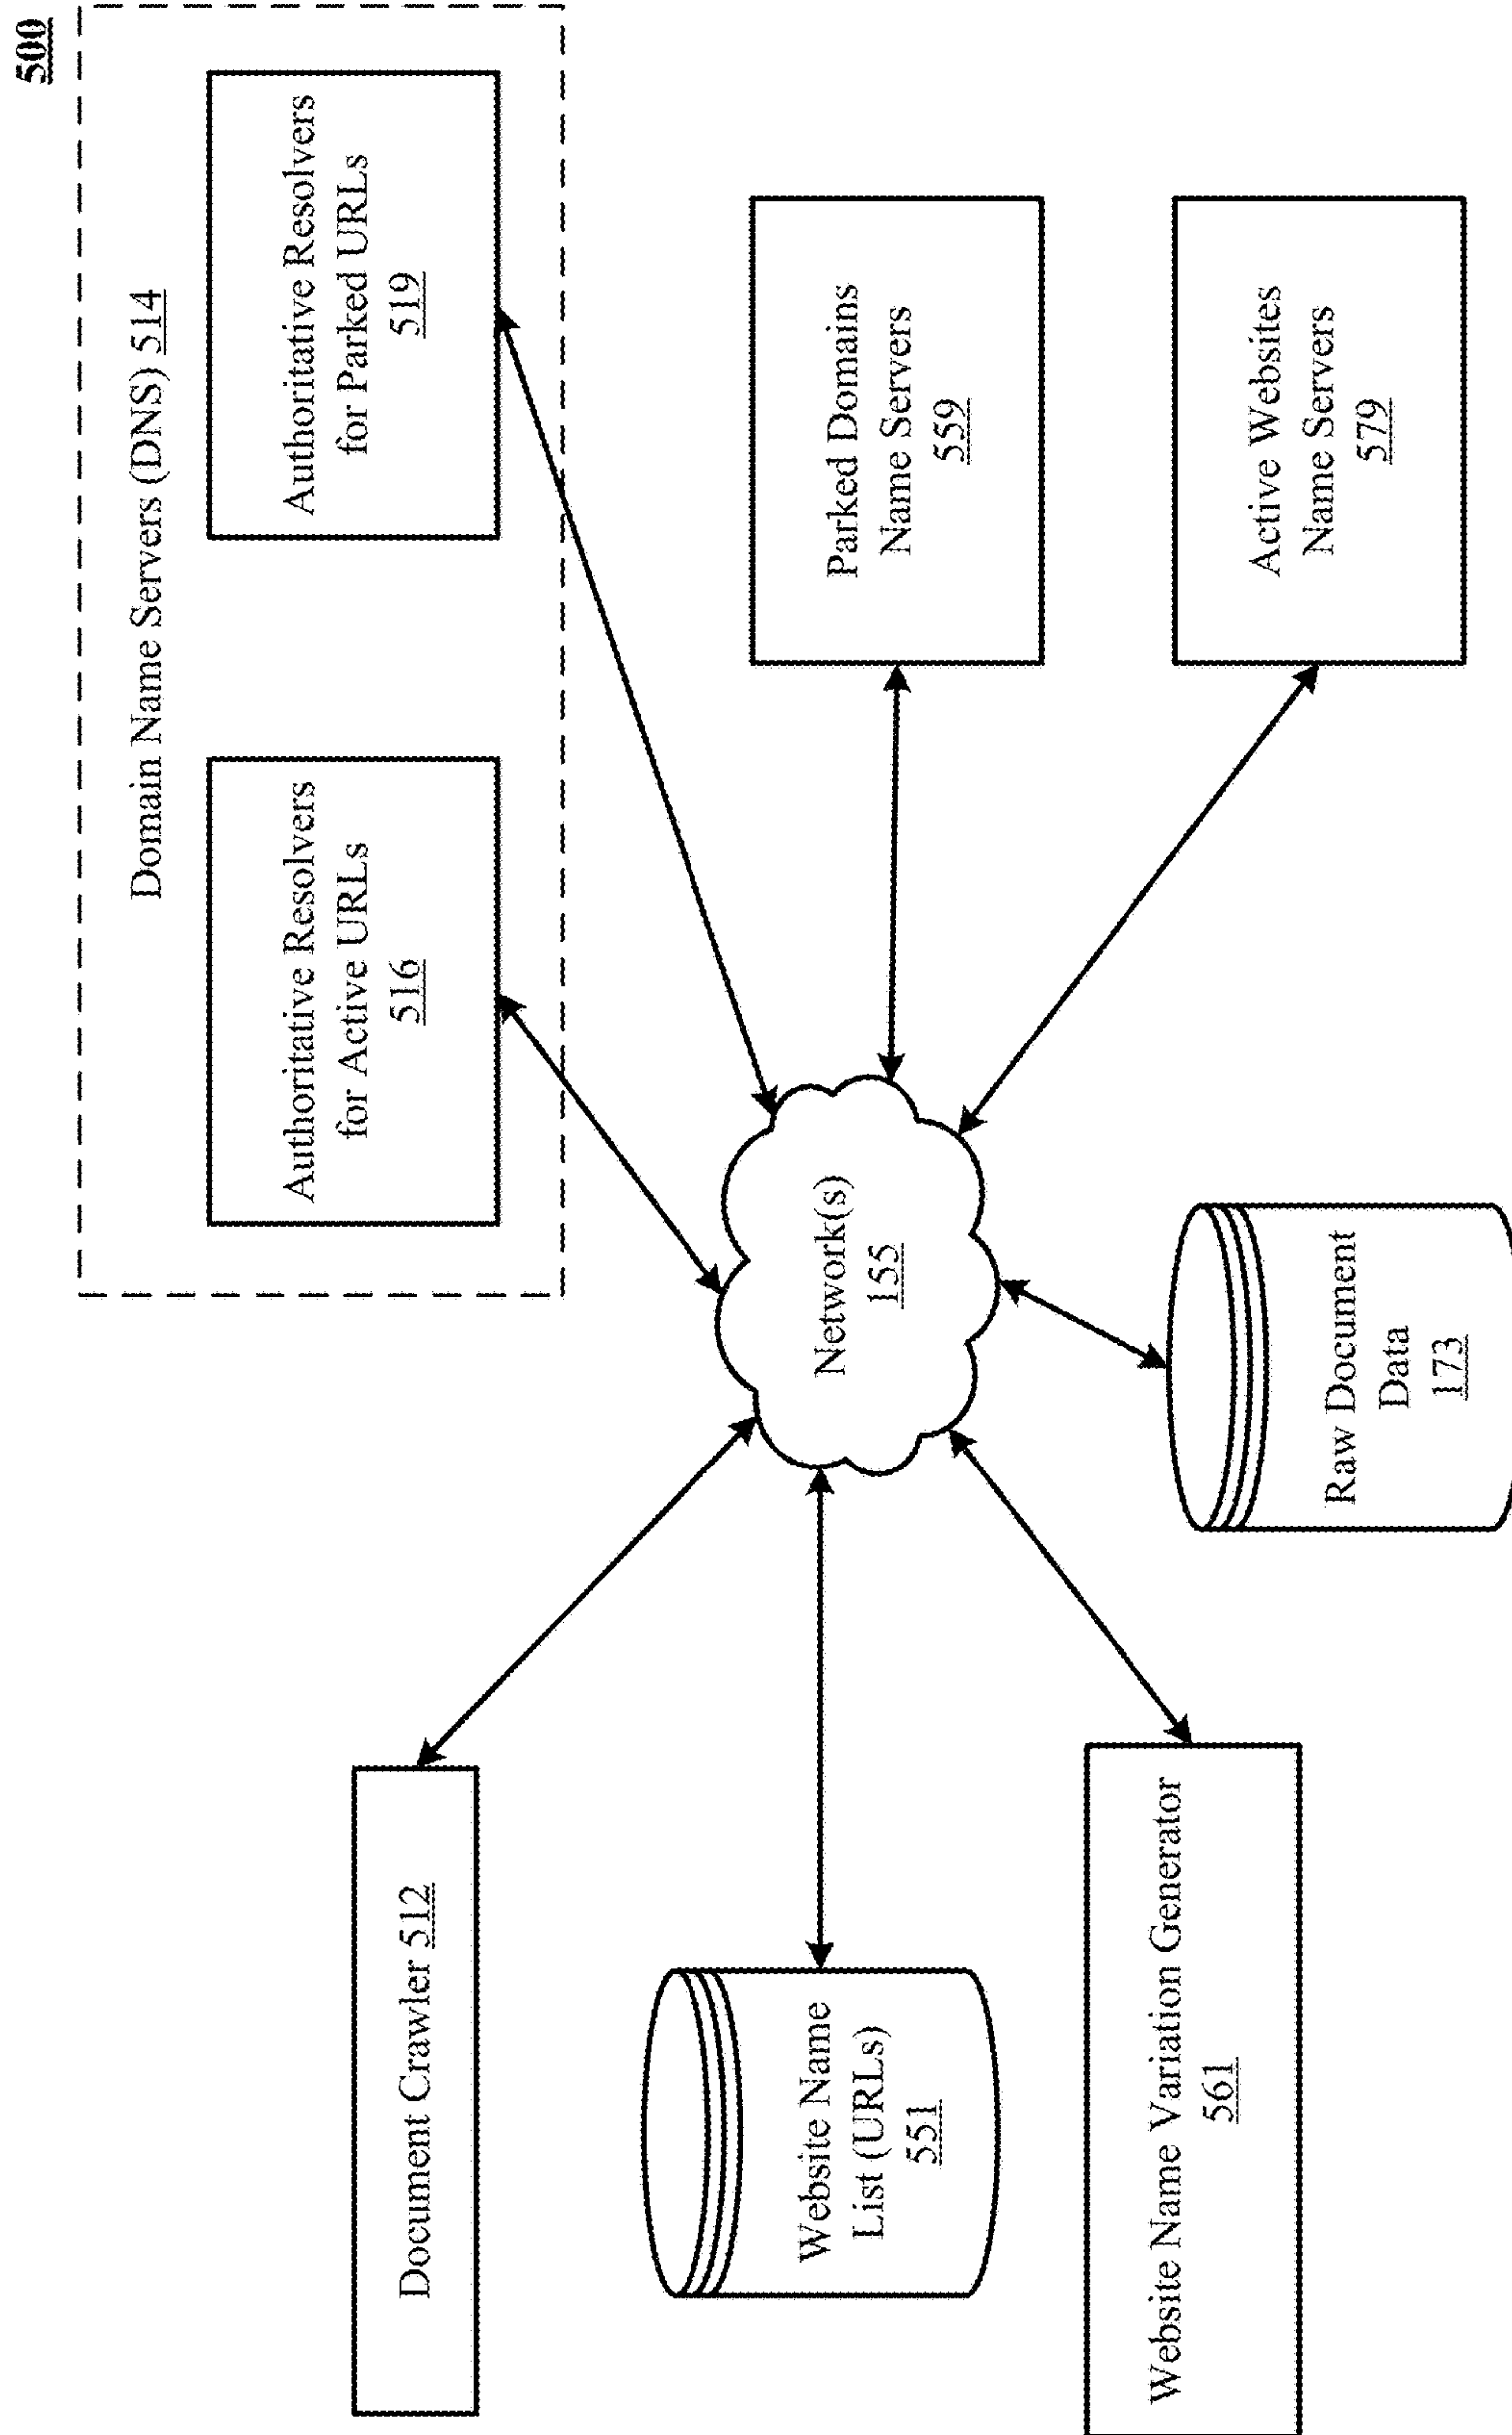 500
Domain Name Servers (DNS) 514
Authoritative Resolvers
for Active URLs
516
Authoritative Resolvers
for Parked URLs
519
Document Crawler 512
Website Name
List (URLs)
551
Network(s)
155
Parked Domains
Name Servers
559
Website Name Variation Generator
561
Raw Document
Data
173
Active Websites
Name Servers
579